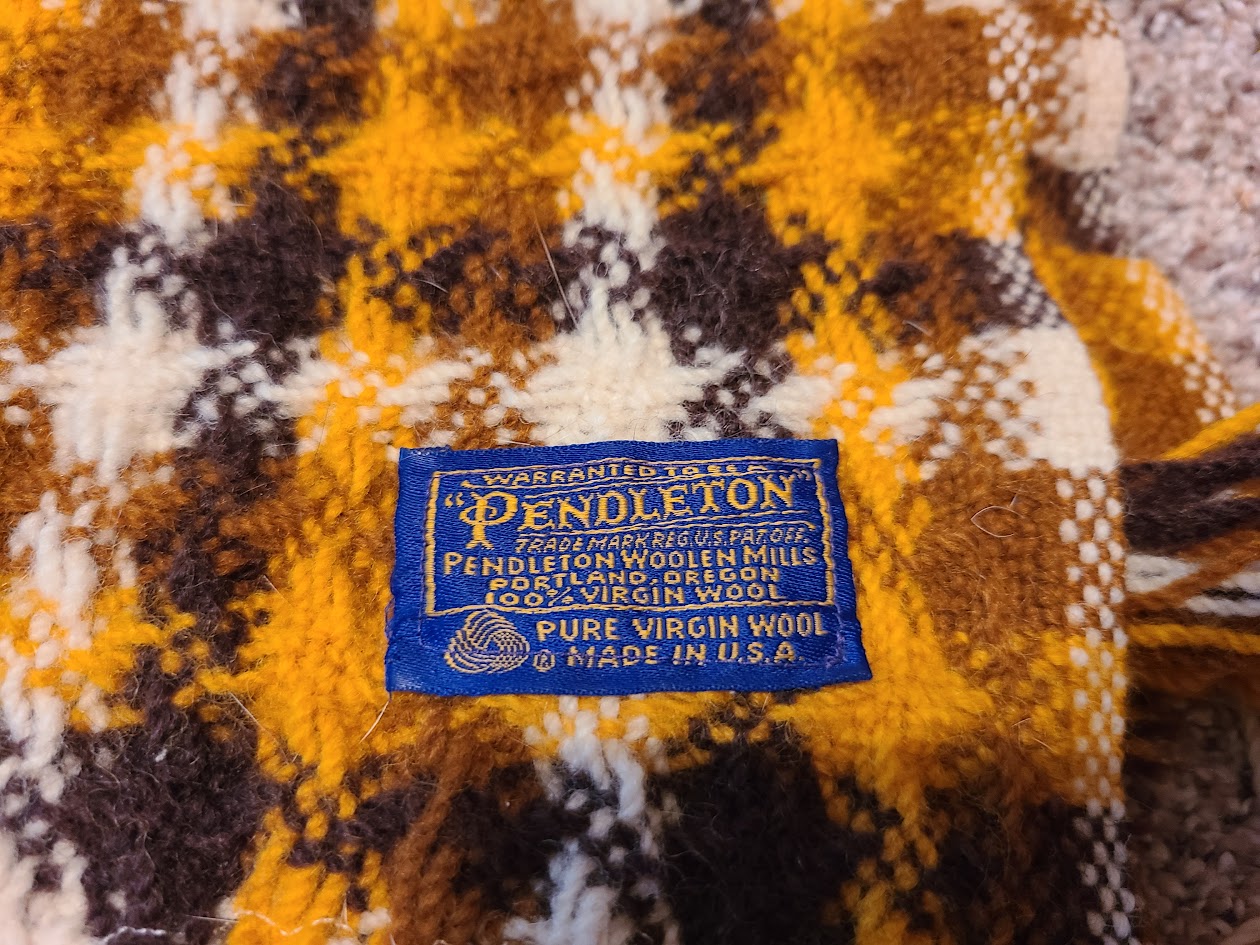 WARRANTED TO BE A
"PENDLETON"
TRADE MARK REG. U.S. PAT. OFF.
PENDLETON WOOLEN MILLS
PORTLAND, OREGON
100% VIRGIN WOOL
PURE VIRGIN WOOL
® MADE IN U.S.A.